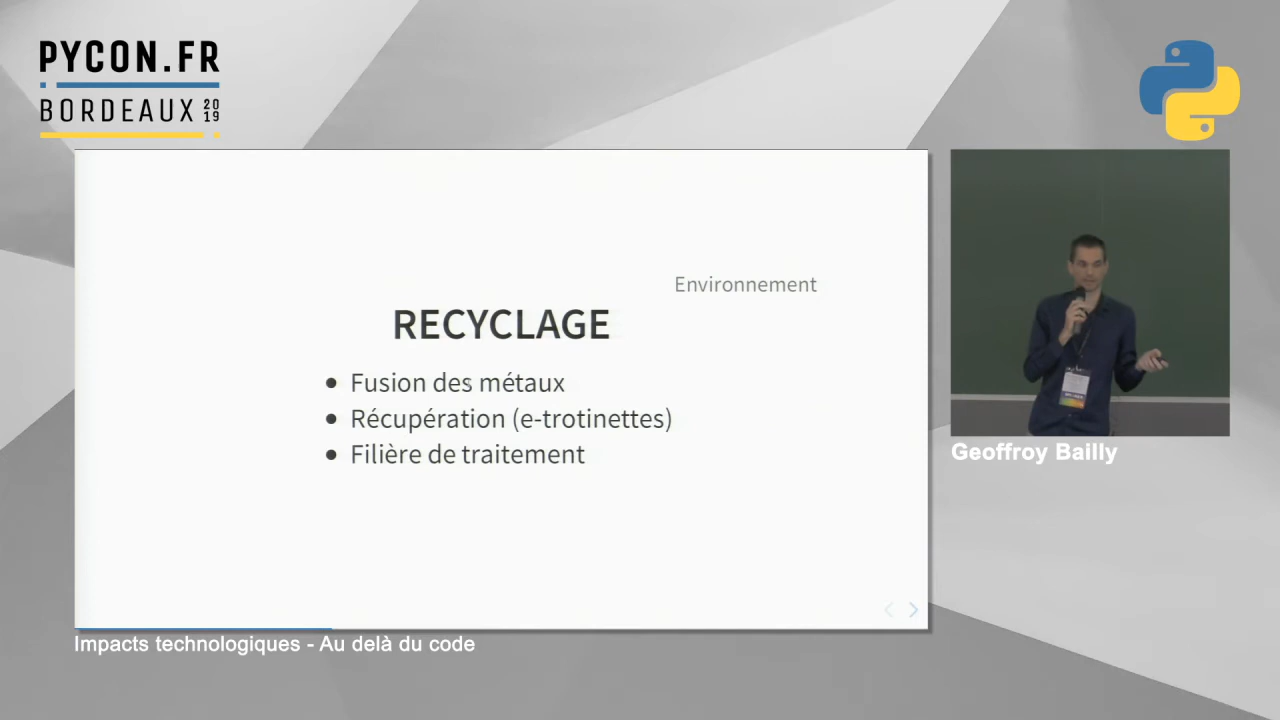 PYCON.FR
BORDEAUX 2019
Environnement
RECYCLAGE
Fusion des métaux
Récupération (e-trotinettes)
Filière de traitement
Geoffroy Bailly
Impacts technologiques - Au delà du code